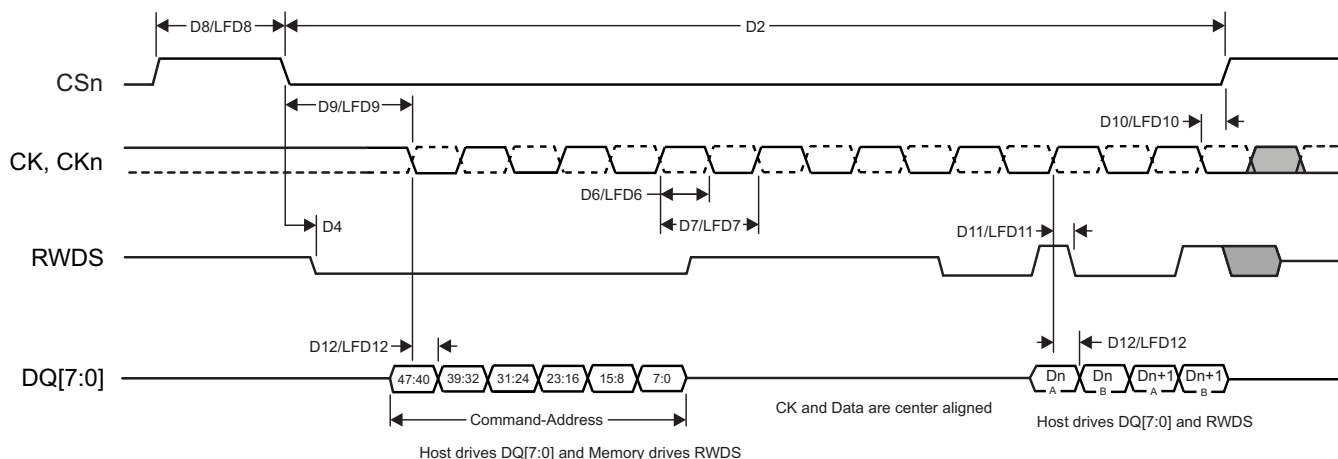 D8/LFD8
D2
CSn
D9/LFD9
D10/LFD10
CK, CKn
D6/LFD6
D4
D7/LFD7
D11/LFD11
RWDS
D12/LFD12
D12/LFD12
DQ[7:0]
47:40 39:32 31:24 23:16 15:8 7:0
Dn A Dn B Dn+1 A Dn+1 B
Command-Address
CK and Data are center aligned
Host drives DQ[7:0] and RWDS
Host drives DQ[7:0] and Memory drives RWDS